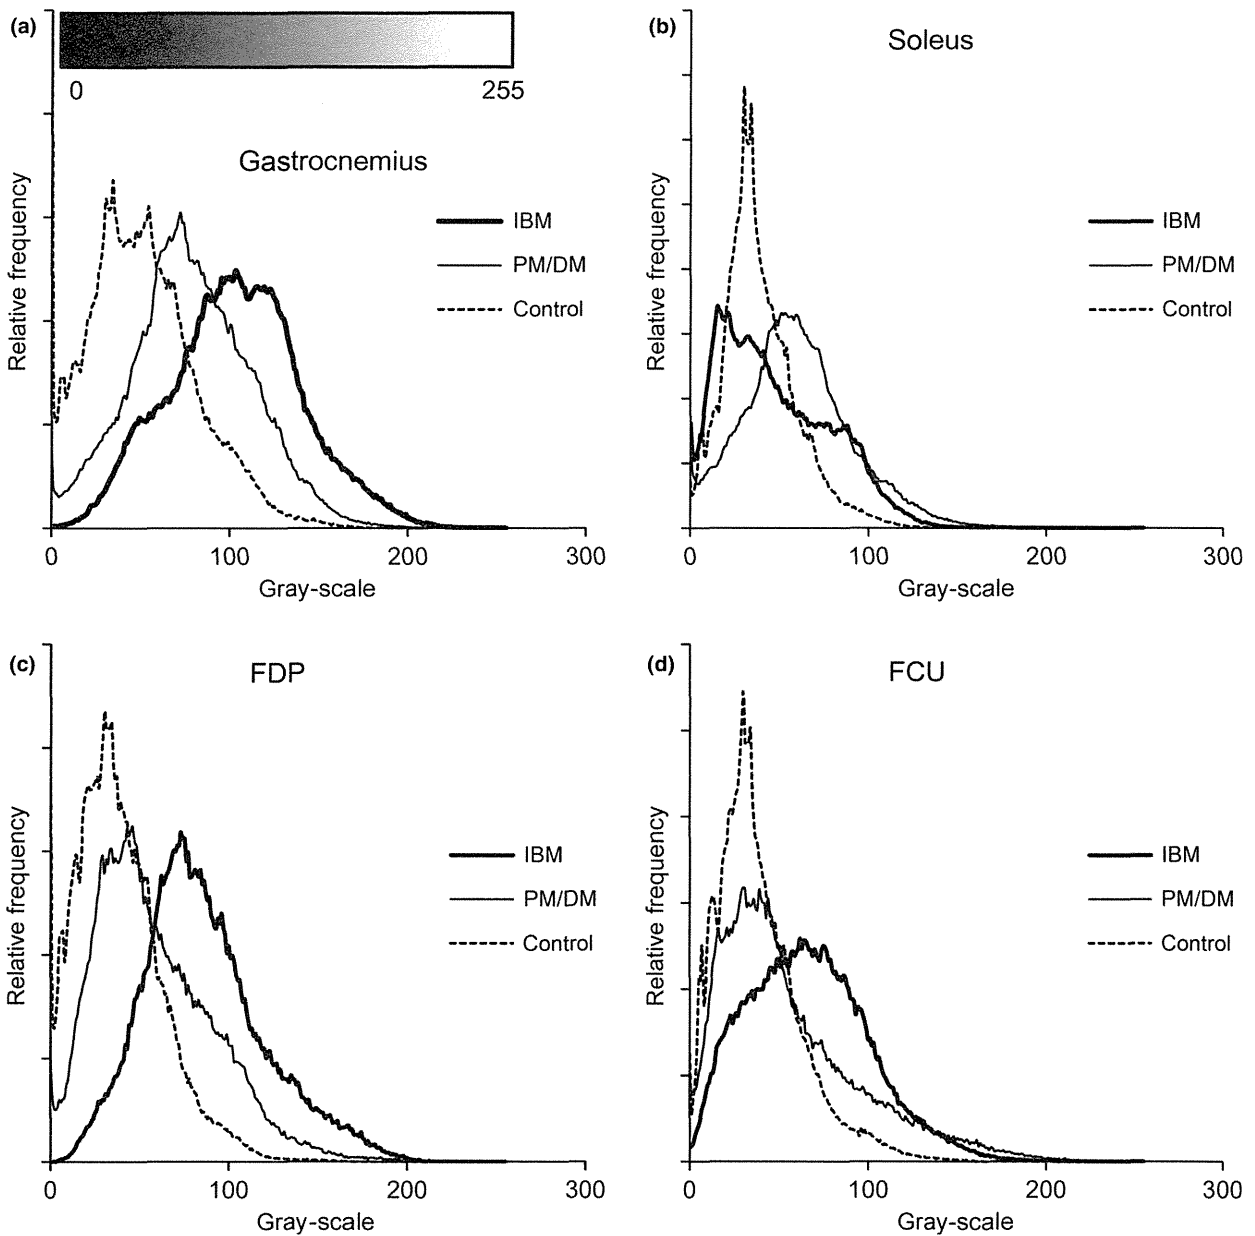 (a)
0 255
Gastrocnemius
Relative frequency
IBM
PM/DM
Control
0 100 200 300
Gray-scale
(b)
Soleus
Relative frequency
IBM
PM/DM
Control
0 100 200 300
Gray-scale
(c)
FDP
Relative frequency
IBM
PM/DM
Control
0 100 200 300
Gray-scale
(d)
FCU
Relative frequency
IBM
PM/DM
Control
0 100 200 300
Gray-scale